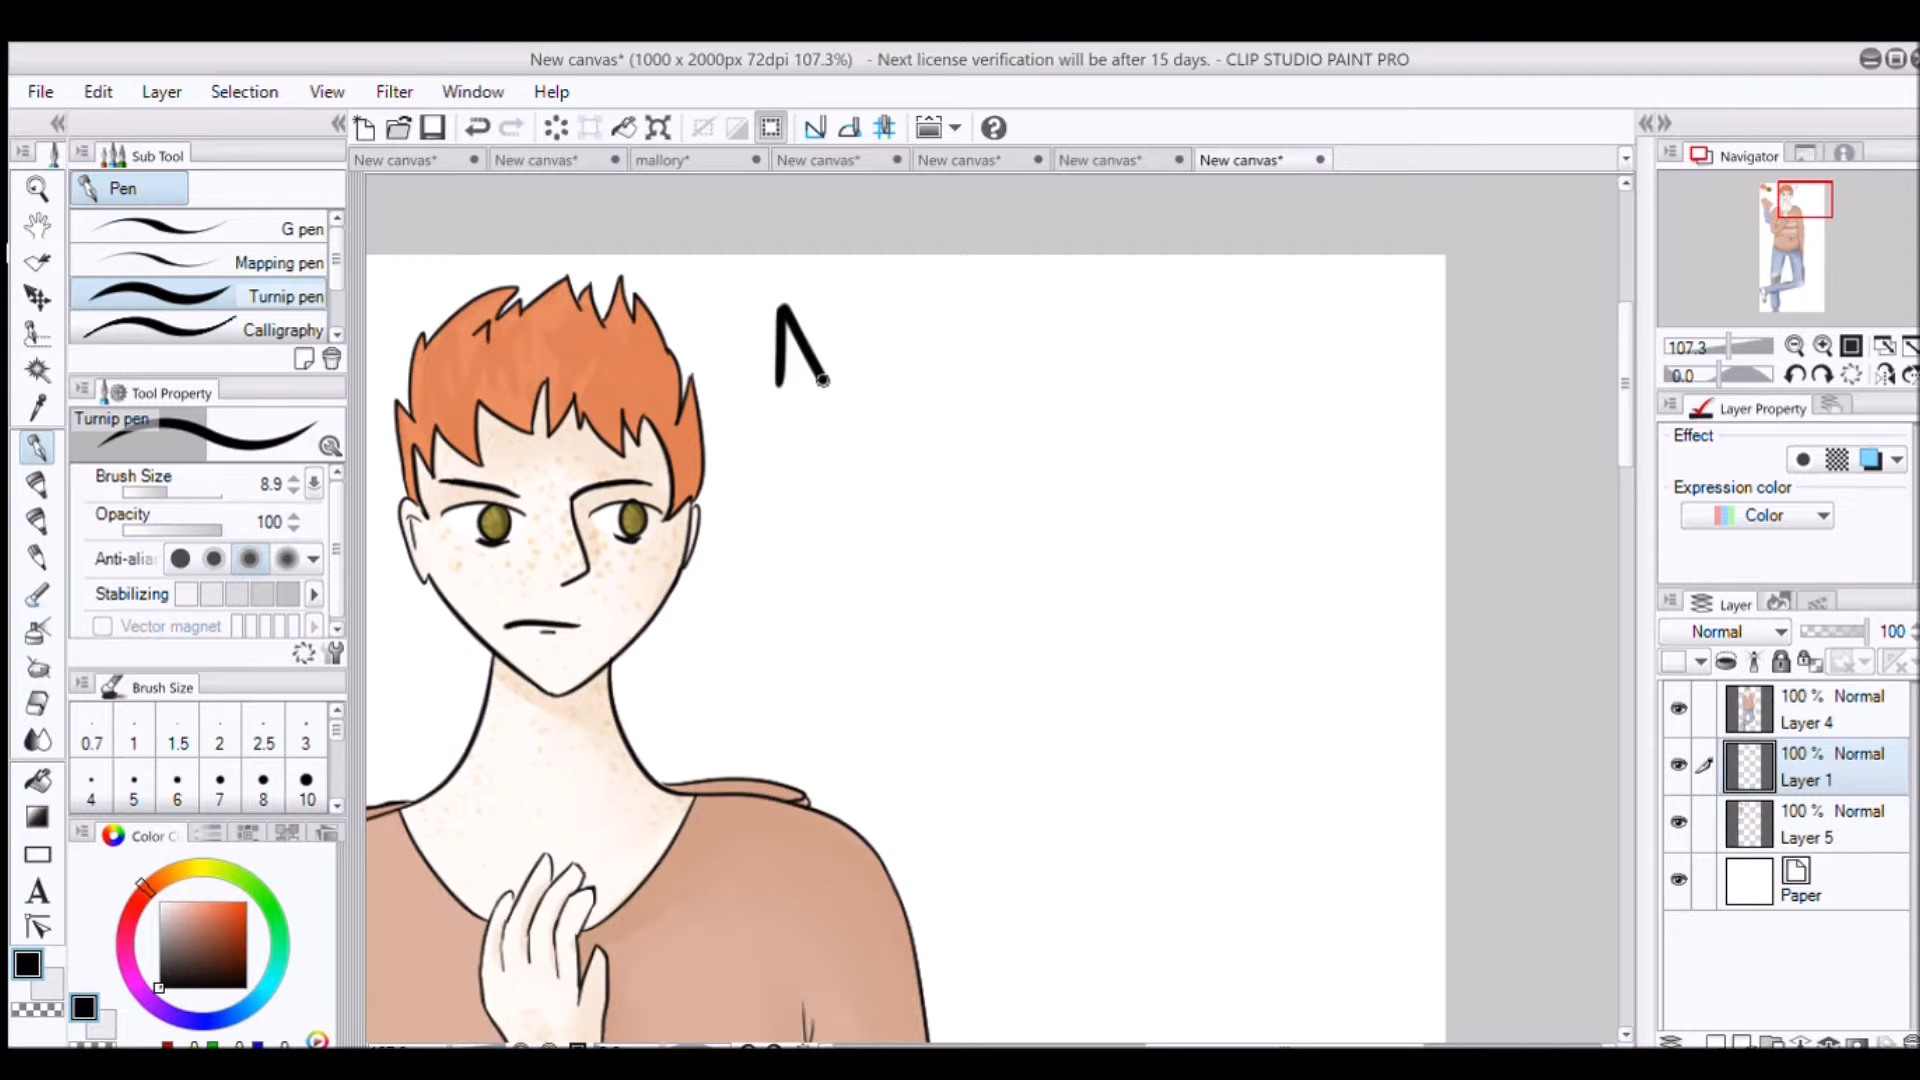 New canvas* (1000 x 2000px 72dpi 107.3%) - Next license verification will be after 15 days. - CLIP STUDIO PAINT PRO
File Edit Layer Selection View Filter Window Help
Sub Tool
New canvas* New canvas* mallory* New canvas* New canvas* New canvas* New canvas*
Navigator
Pen
G pen
Mapping pen
Turnip pen
Calligraphy
107.3
0.0
Tool Property
Layer Property
Turnip pen
Effect
Brush Size 8.9
Expression color
Opacity 100
Color
Anti-alia
Stabilizing
Vector magnet
Layer
Normal 100
Brush Size
0.7 1 1.5 2 2.5 3
4 5 6 7 8 10
100 % Normal
Layer 4
100 % Normal
Layer 1
100 % Normal
Layer 5
Paper
Color C
A